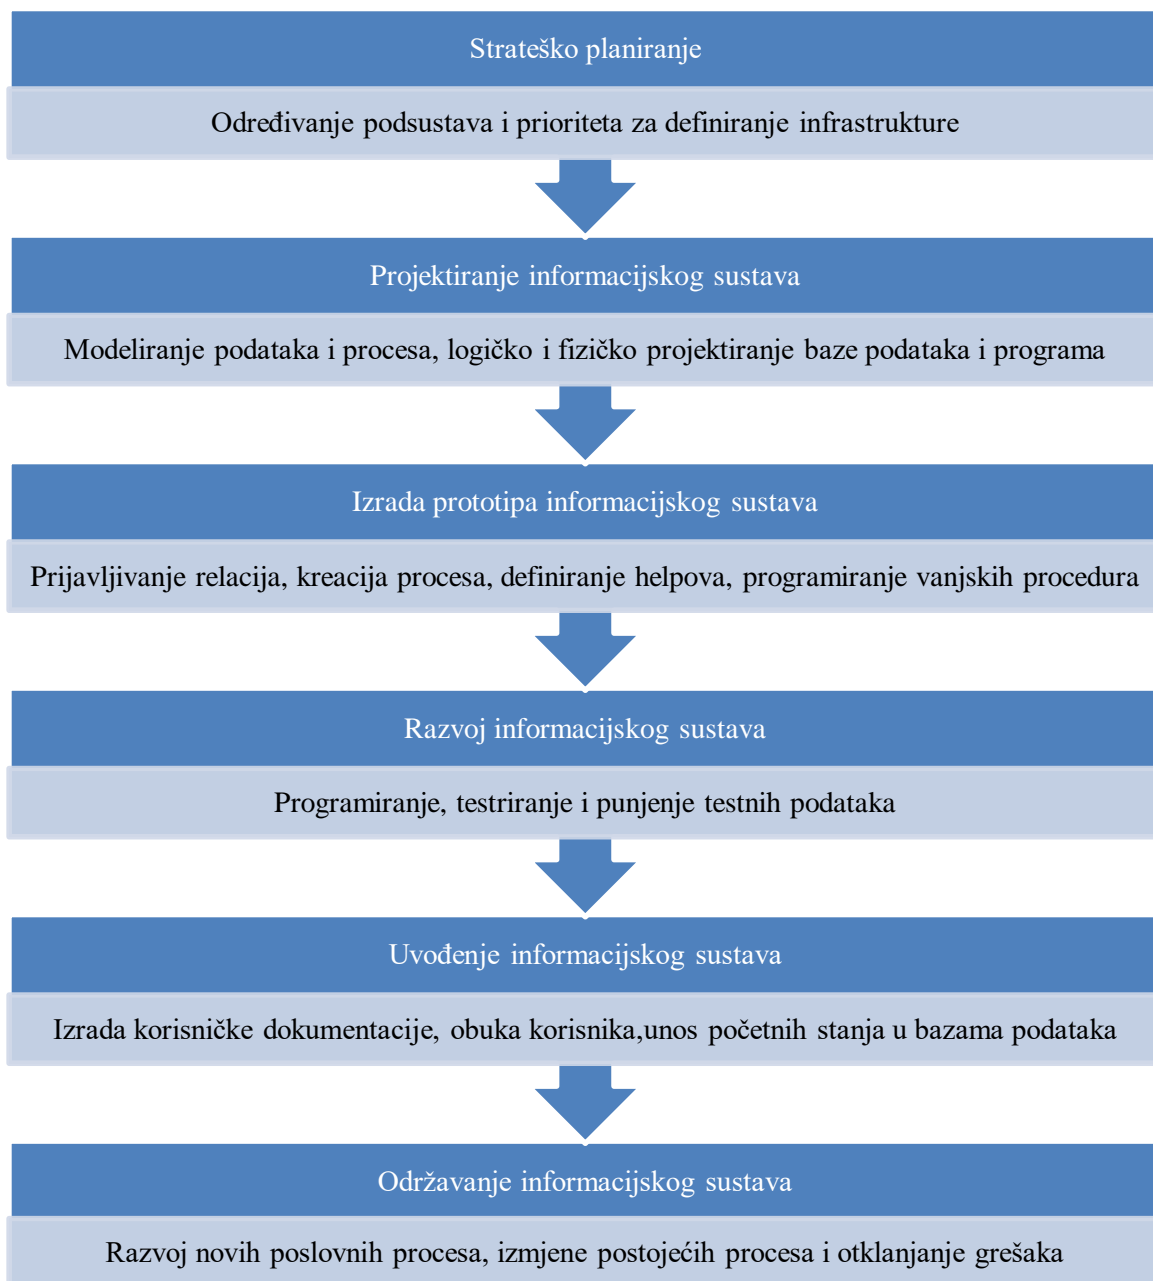 Strateško planiranje
Određivanje podsustava i prioriteta za definiranje infrastrukture
Projektiranje informacijskog sustava
Modeliranje podataka i procesa, logičko i fizičko projektiranje baze podataka i programa
Izrada prototipa informacijskog sustava
Prijavljivanje relacija, kreacija procesa, definiranje helpova, programiranje vanjskih procedura
Razvoj informacijskog sustava
Programiranje, testriranje i punjenje testnih podataka
Uvođenje informacijskog sustava
Izrada korisničke dokumentacije, obuka korisnika,unos početnih stanja u bazama podataka
Održavanje informacijskog sustava
Razvoj novih poslovnih procesa, izmjene postojećih procesa i otklanjanje grešaka